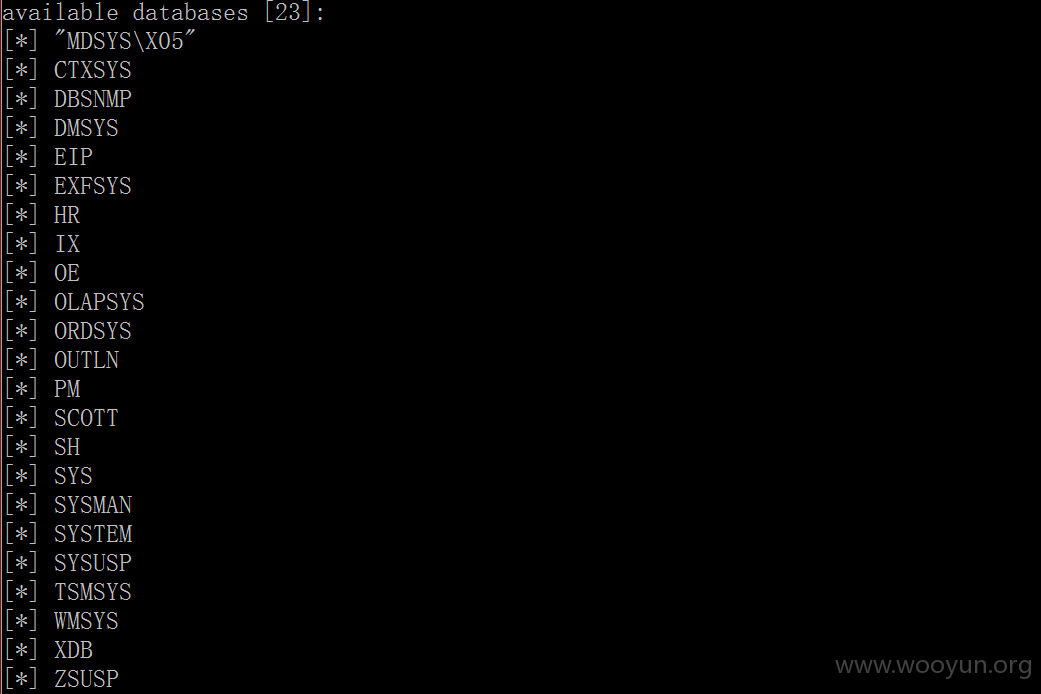 available databases [23]:
[*] "MDSYS\X05"
[*] CTXSYS
[*] DBSNMP
[*] DMSYS
[*] EIP
[*] EXFSYS
[*] HR
[*] IX
[*] OE
[*] OLAPSYS
[*] ORDSYS
[*] OUTLN
[*] PM
[*] SCOTT
[*] SH
[*] SYS
[*] SYSMAN
[*] SYSTEM
[*] SYSUSP
[*] TSMSYS
[*] WMSYS
[*] XDB
[*] ZSUSP
www.wooyun.org